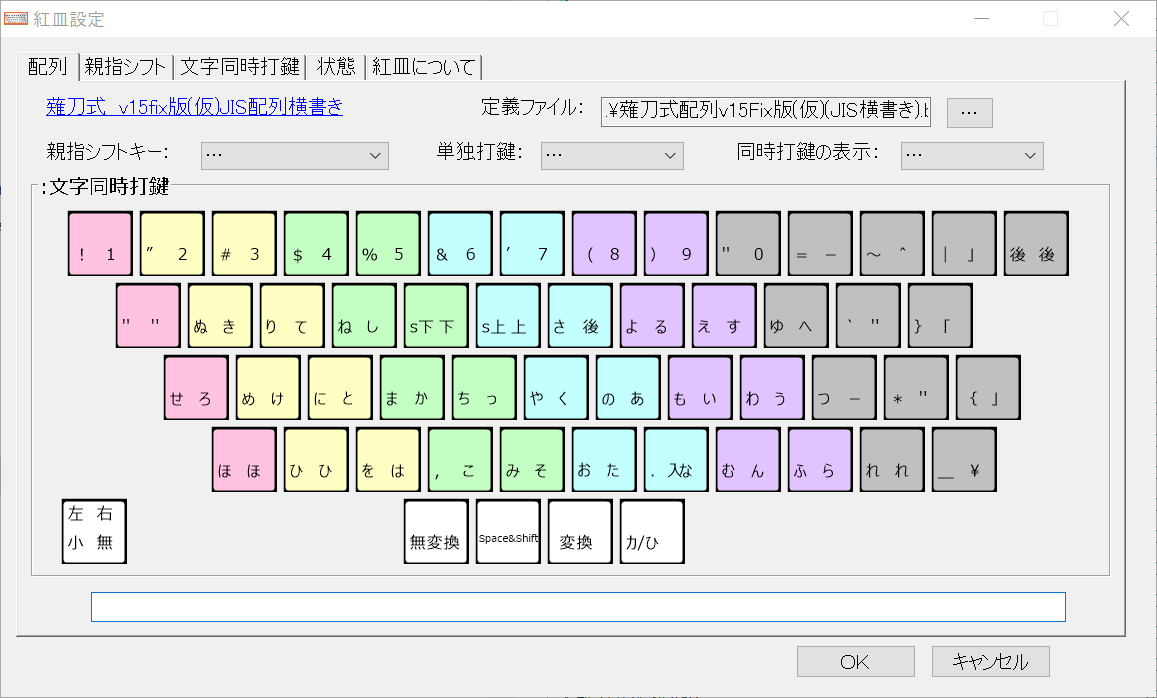 紅皿設定
配列 親指シフト 文字同時打鍵 状態 紅皿について
薙刀式 v15fix版(仮)JIS配列横書き 定義ファイル: .¥薙刀式配列v15Fix版(仮)(JIS横書き).b ...
親指シフトキー: ... 単独打鍵: ... 同時打鍵の表示: ...
:文字同時打鍵
! 1 ” 2 # 3 $ 4 % 5 & 6 ’ 7 ( 8 ) 9 " 0 = − ～ ＾ | 」 後 後
" " ぬ き り て ね し s下 下 s上 上 さ 後 よ る え す ゆ へ ` " } 「
せ ろ め け に と ま か ち っ や く の あ も い わ う つ ー * " { 」
ほ ほ ひ ひ を は , こ み そ お た . 入な む ん ふ ら れ れ ＿ ¥
左 右
小 無 無変換 Space&Shift 変換 カ/ひ
OK キャンセル